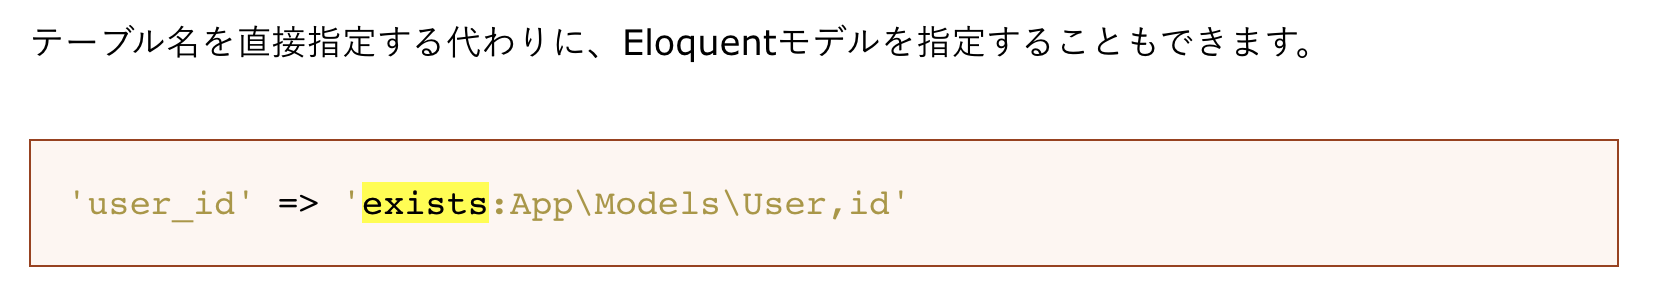 テーブル名を直接指定する代わりに、Eloquentモデルを指定することもできます。
'user_id' => 'exists:App\Models\User,id'